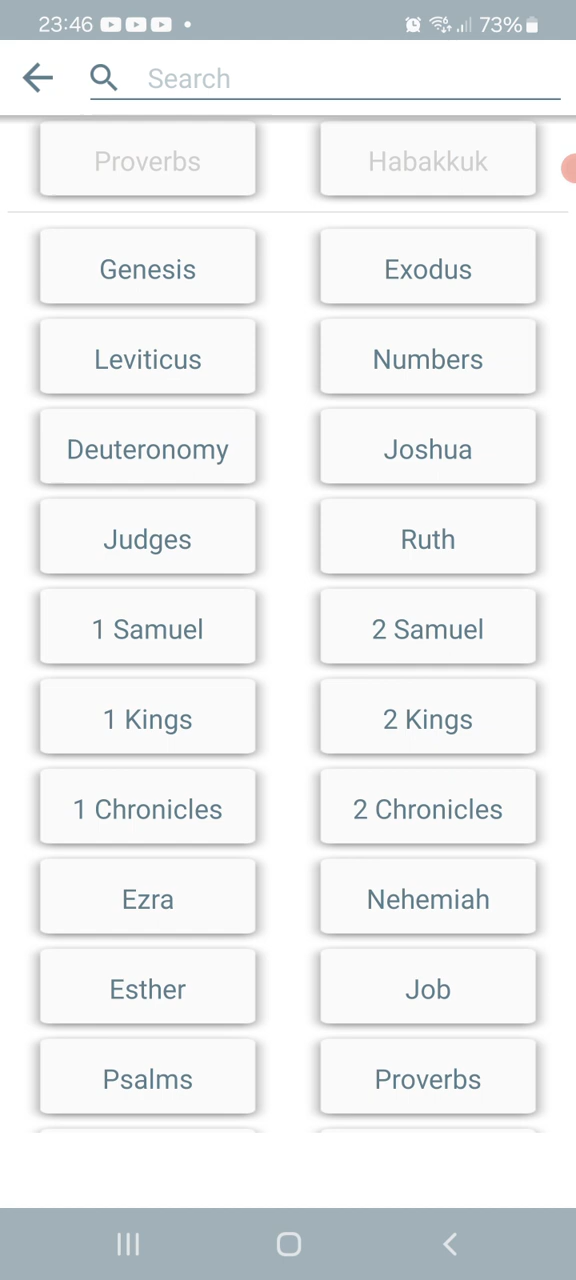 23:46 73%
Search
Proverbs Habakkuk
Genesis Exodus
Leviticus Numbers
Deuteronomy Joshua
Judges Ruth
1 Samuel 2 Samuel
1 Kings 2 Kings
1 Chronicles 2 Chronicles
Ezra Nehemiah
Esther Job
Psalms Proverbs